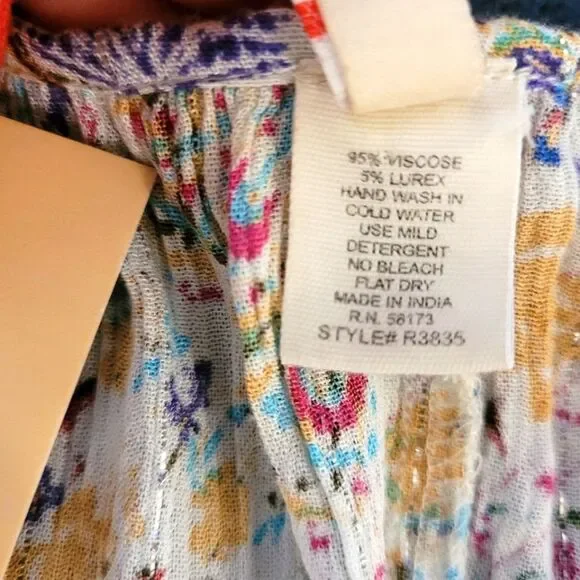 95% VISCOSE
5% LUREX
HAND WASH IN
COLD WATER
USE MILD
DETERGENT
NO BLEACH
FLAT DRY
MADE IN INDIA
R.N. 58173
STYLE# R3835